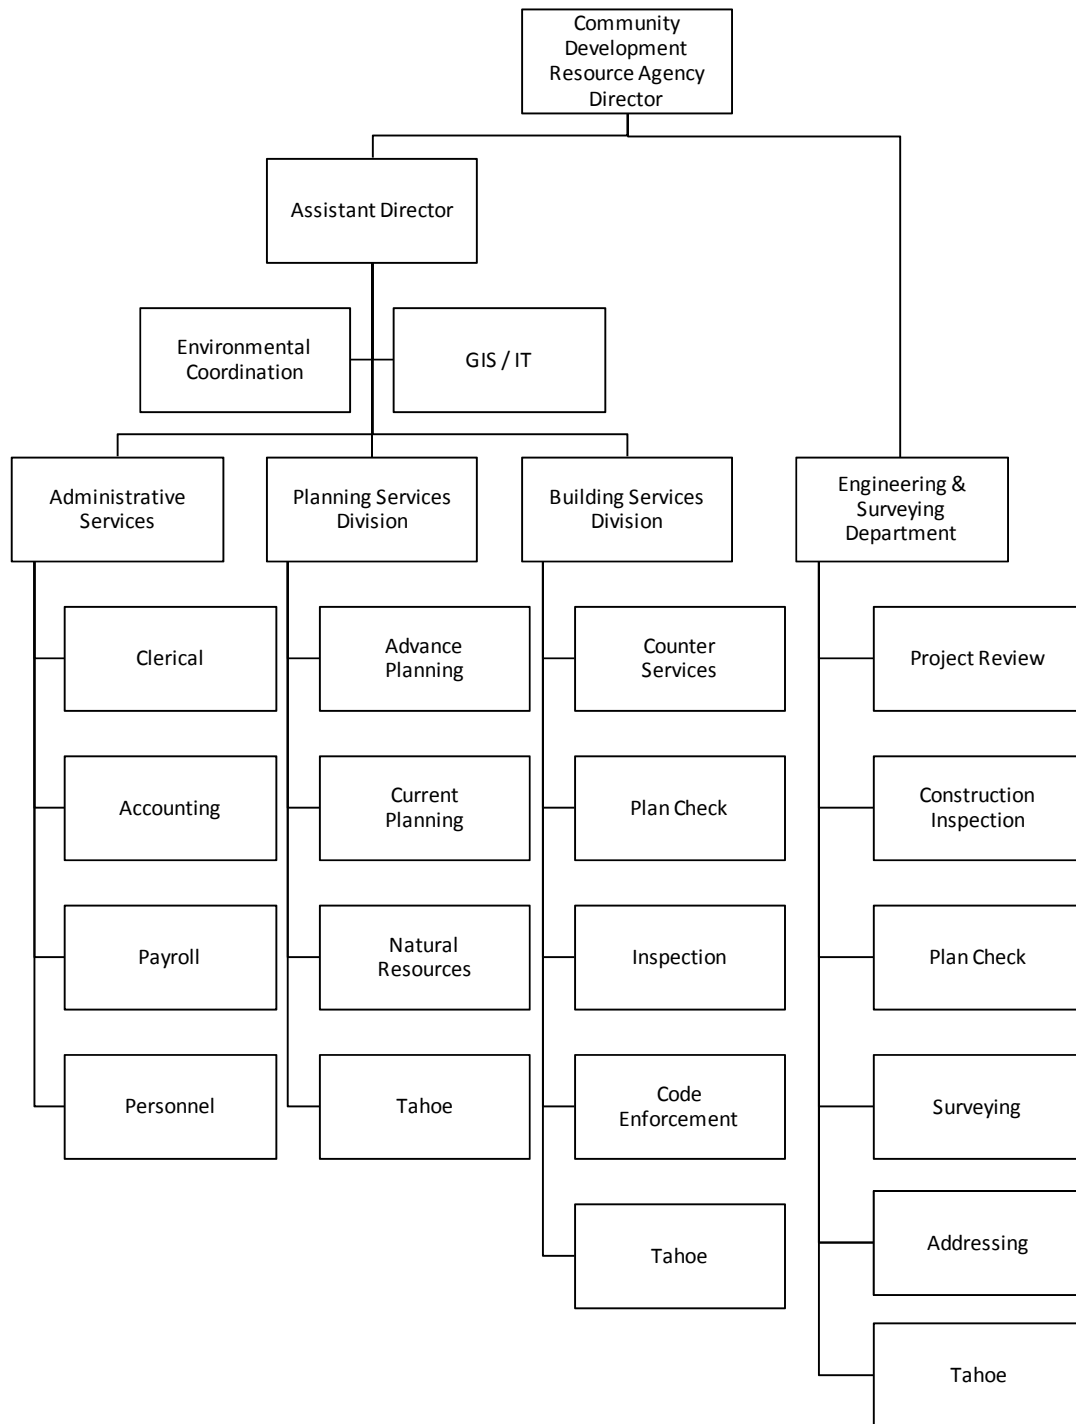 Community
Development
Resource Agency
Director
Assistant Director
Environmental
Coordination
GIS / IT
Administrative
Services
Planning Services
Division
Building Services
Division
Engineering &
Surveying
Department
Clerical
Advance
Planning
Counter
Services
Project Review
Accounting
Current
Planning
Plan Check
Construction
Inspection
Payroll
Natural
Resources
Inspection
Plan Check
Personnel
Tahoe
Code
Enforcement
Surveying
Tahoe
Addressing
Tahoe